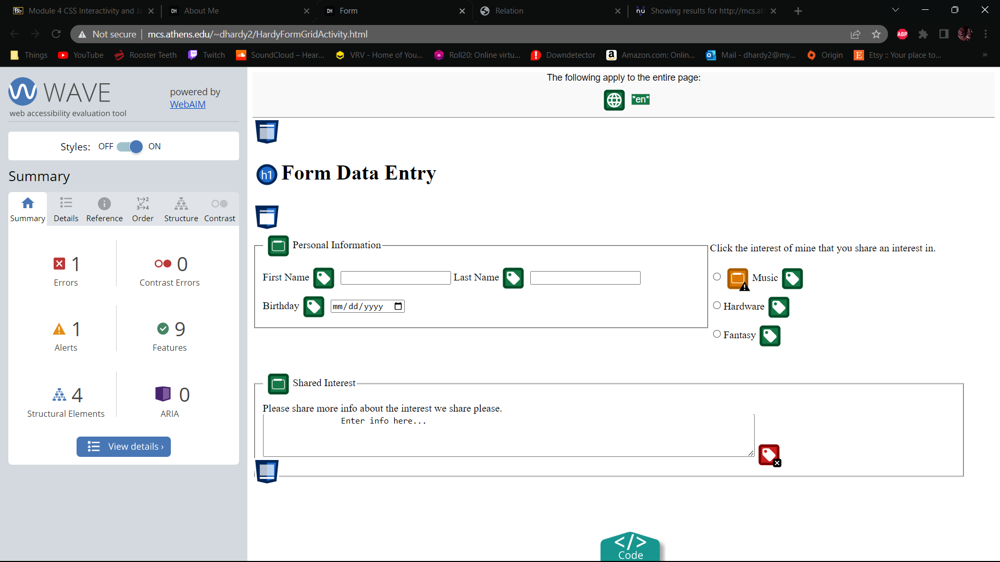 Bb Module 4 CSS Interactivity and Ja
DH About Me
DH Form
Relation
nu Showing results for http://mcs.at
Not secure mcs.athens.edu/~dhardy2/HardyFormGridActivity.html
ABP
Things
YouTube
Rooster Teeth
Twitch
SoundCloud – Hear...
VRV - Home of You...
Roll20: Online virtu...
Downdetector
Amazon.com: Onlin...
Mail - dhardy2@my...
Origin
Etsy :: Your place to...
»
WAVE
web accessibility evaluation tool
powered by
WebAIM
Styles: OFF ON
Summary
Summary Details Reference Order Structure Contrast
1
Errors
0
Contrast Errors
1
Alerts
9
Features
4
Structural Elements
0
ARIA
View details ›
The following apply to the entire page:
*en*
h1 Form Data Entry
Personal Information
First Name Last Name
Birthday mm/dd/yyyy
Click the interest of mine that you share an interest in.
Music
Hardware
Fantasy
Shared Interest
Please share more info about the interest we share please.
Enter info here...
</>
Code